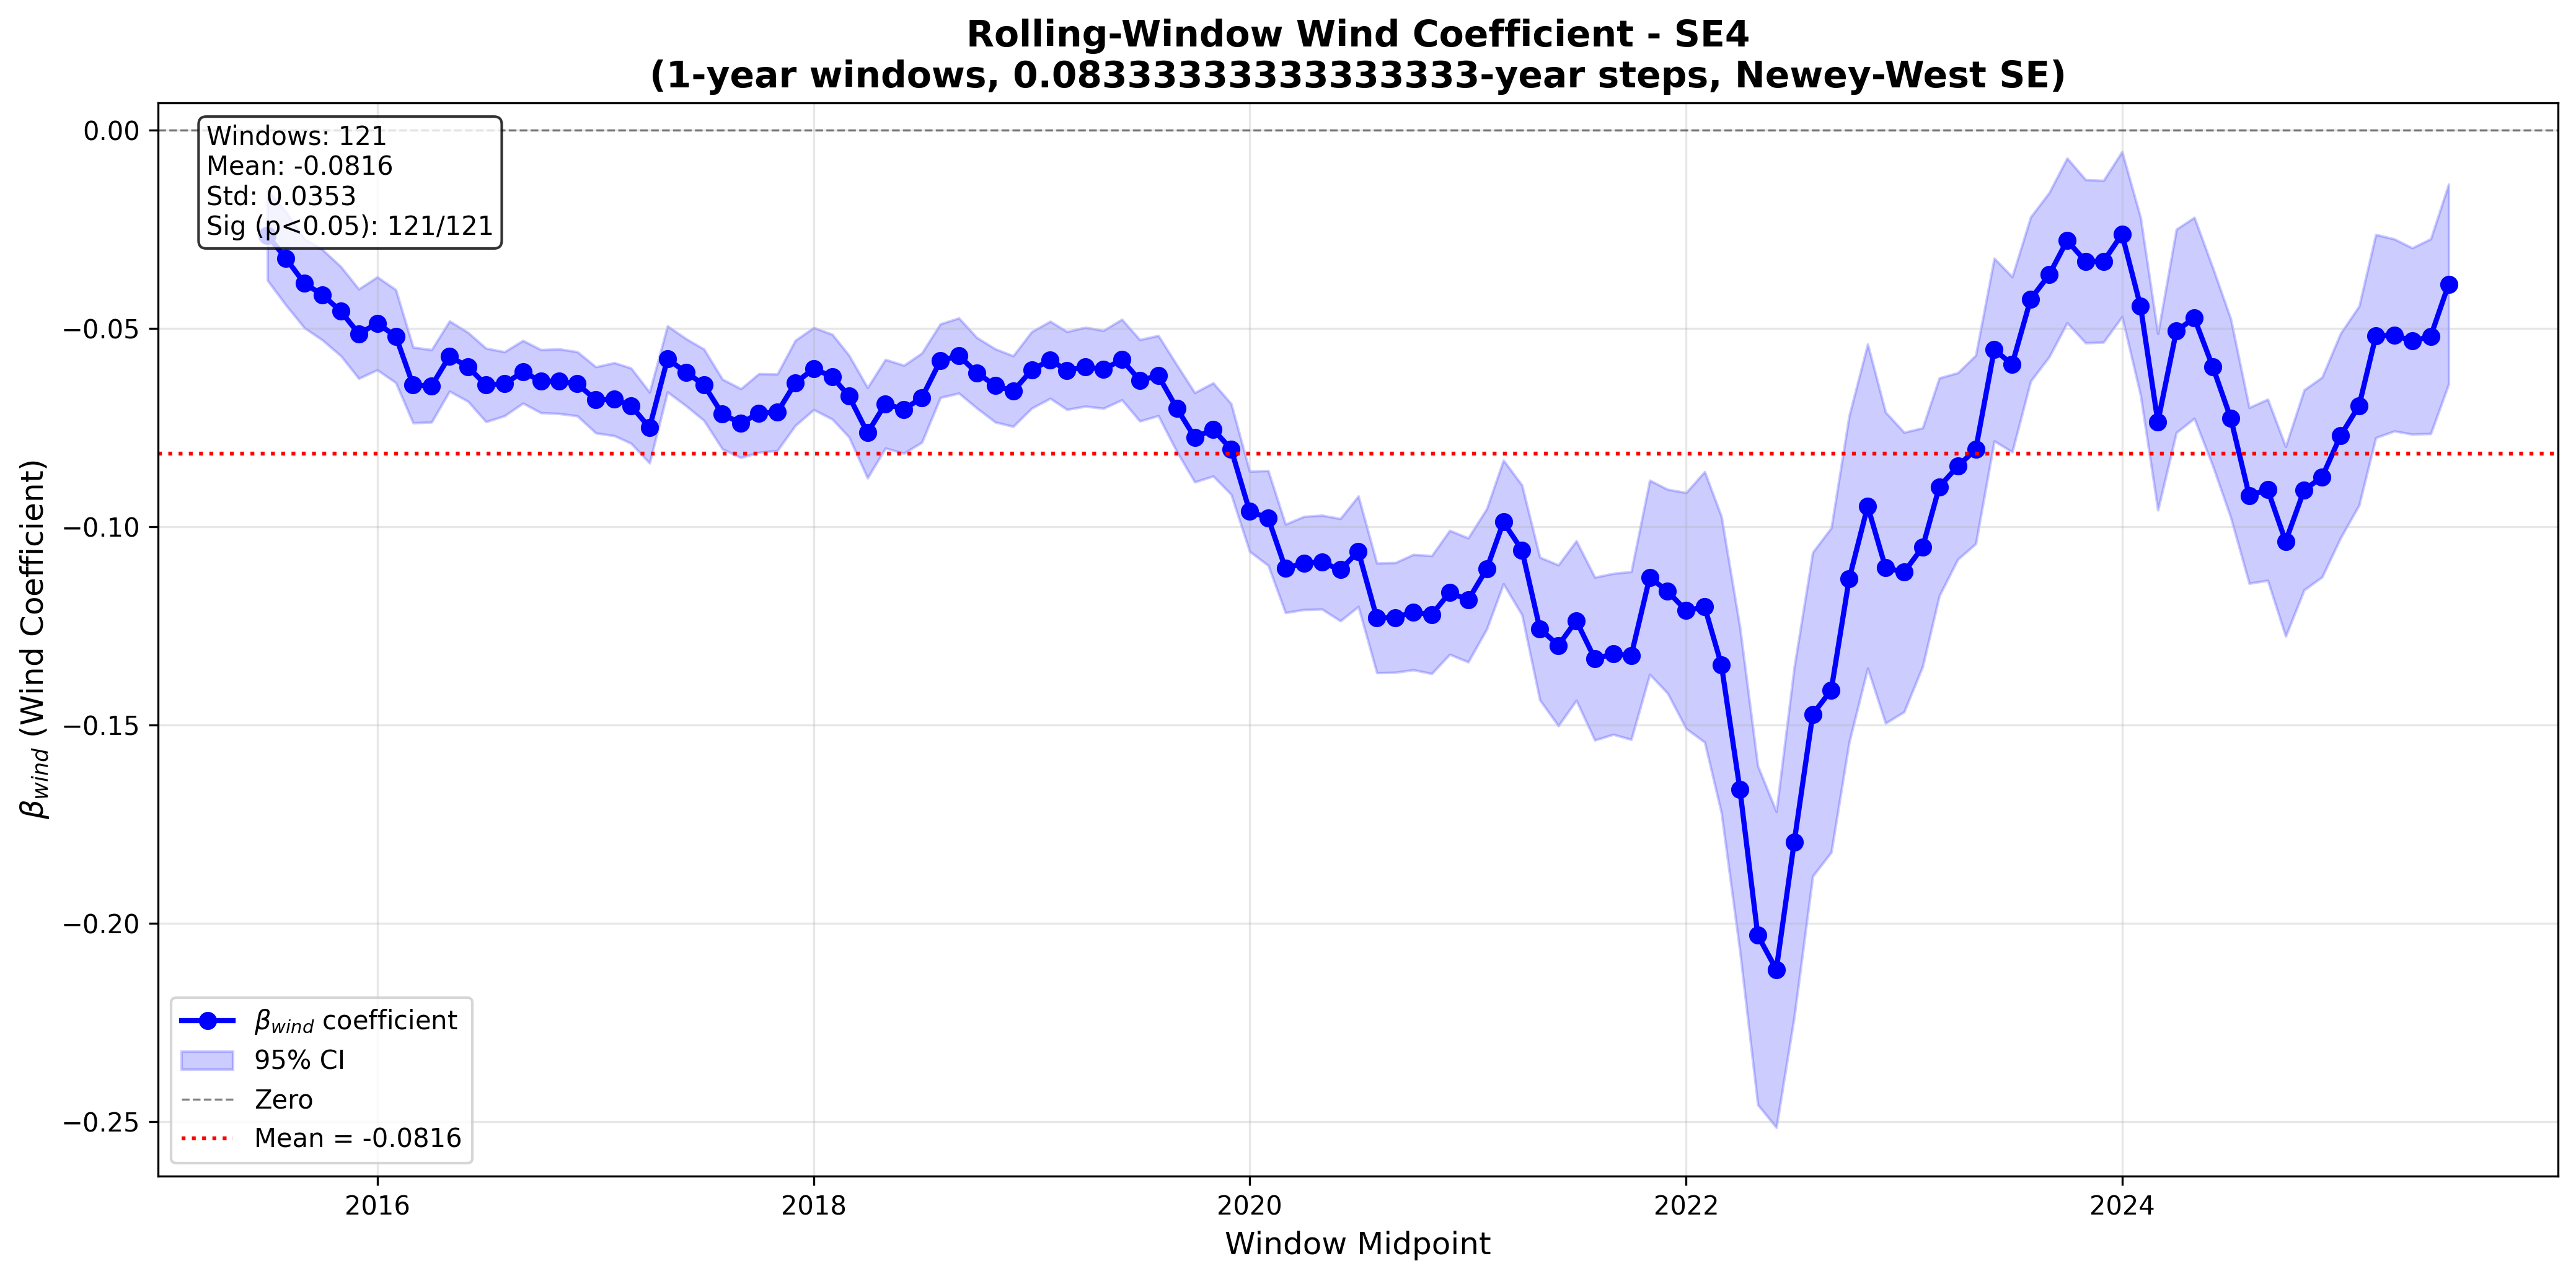 Rolling-Window Wind Coefficient - SE4
(1-year windows, 0.08333333333333333-year steps, Newey-West SE)
Windows: 121
Mean: -0.0816
Std: 0.0353
Sig (p<0.05): 121/121
0.00
−0.05
−0.10
−0.15
−0.20
−0.25
βwind (Wind Coefficient)
βwind coefficient
95% CI
Zero
Mean = -0.0816
2016
2018
2020
2022
2024
Window Midpoint